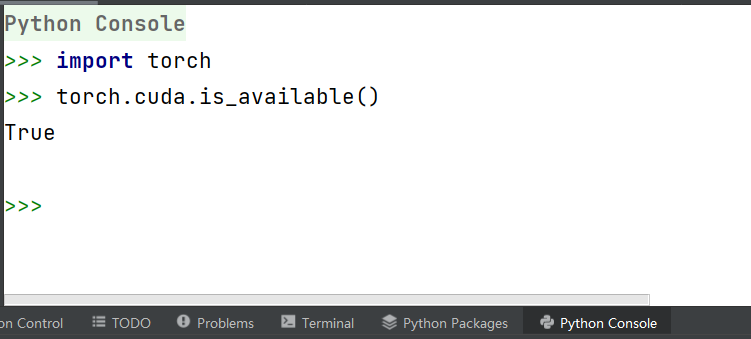 Python Console
>>> import torch
>>> torch.cuda.is_available()
True
>>>
on Control TODO Problems Terminal Python Packages Python Console